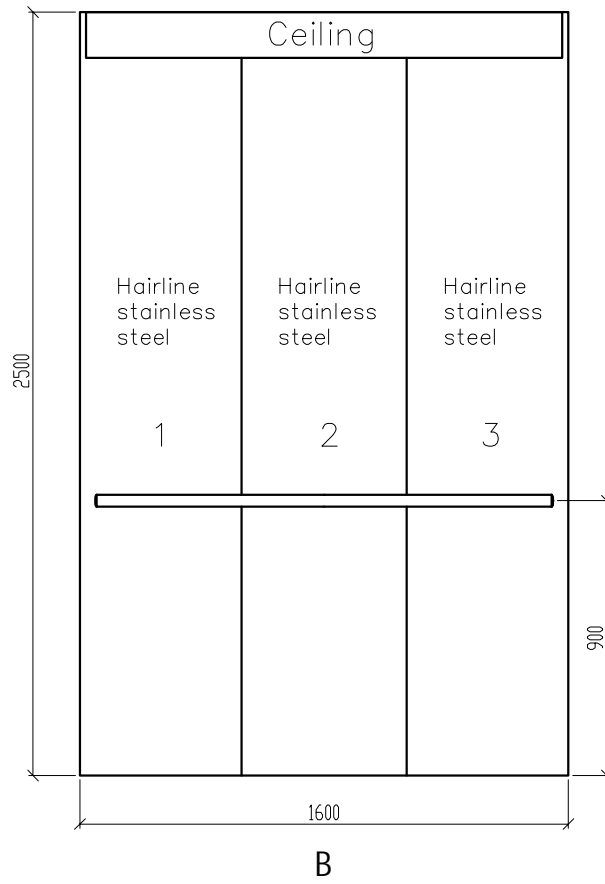 Ceiling
Hairline
stainless
steel
Hairline
stainless
steel
Hairline
stainless
steel
2500
1
2
3
900
1600
B